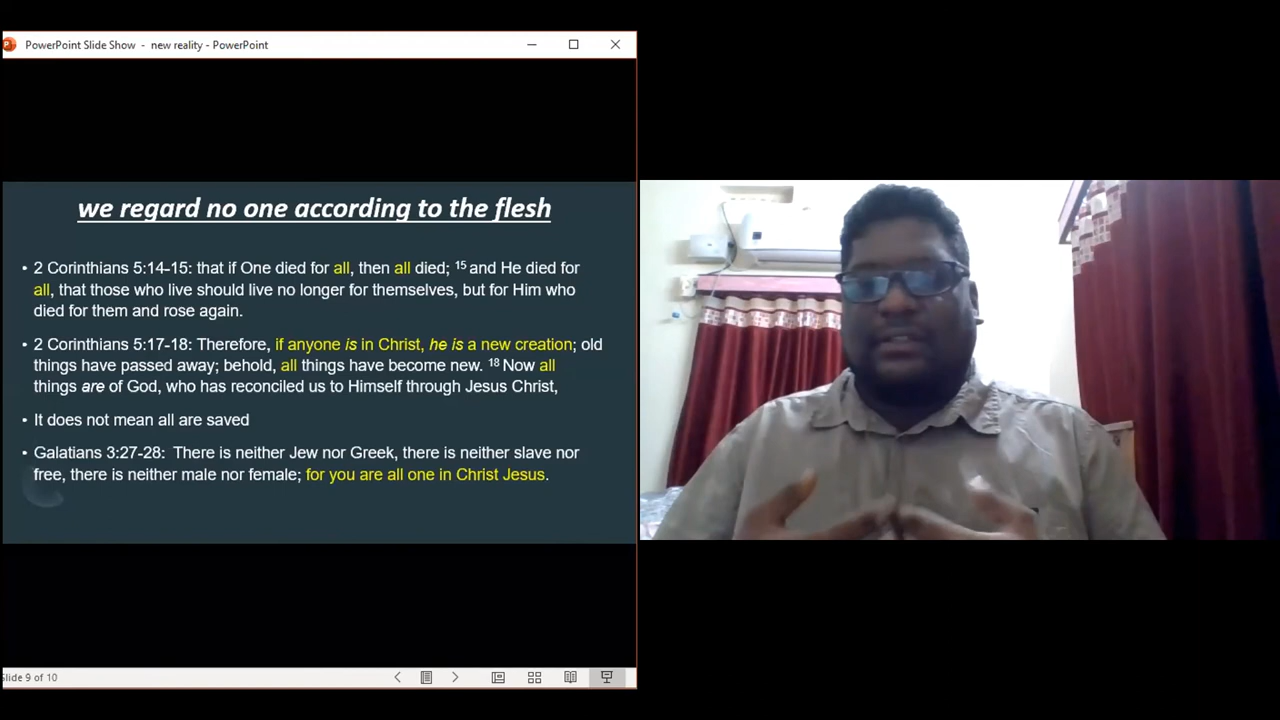 PowerPoint Slide Show - new reality - PowerPoint
we regard no one according to the flesh
• 2 Corinthians 5:14-15: that if One died for all, then all died; 15 and He died for
all, that those who live should live no longer for themselves, but for Him who
died for them and rose again.
• 2 Corinthians 5:17-18: Therefore, if anyone is in Christ, he is a new creation; old
things have passed away; behold, all things have become new. 18 Now all
things are of God, who has reconciled us to Himself through Jesus Christ,
• It does not mean all are saved
• Galatians 3:27-28: There is neither Jew nor Greek, there is neither slave nor
free, there is neither male nor female; for you are all one in Christ Jesus.
Slide 9 of 10